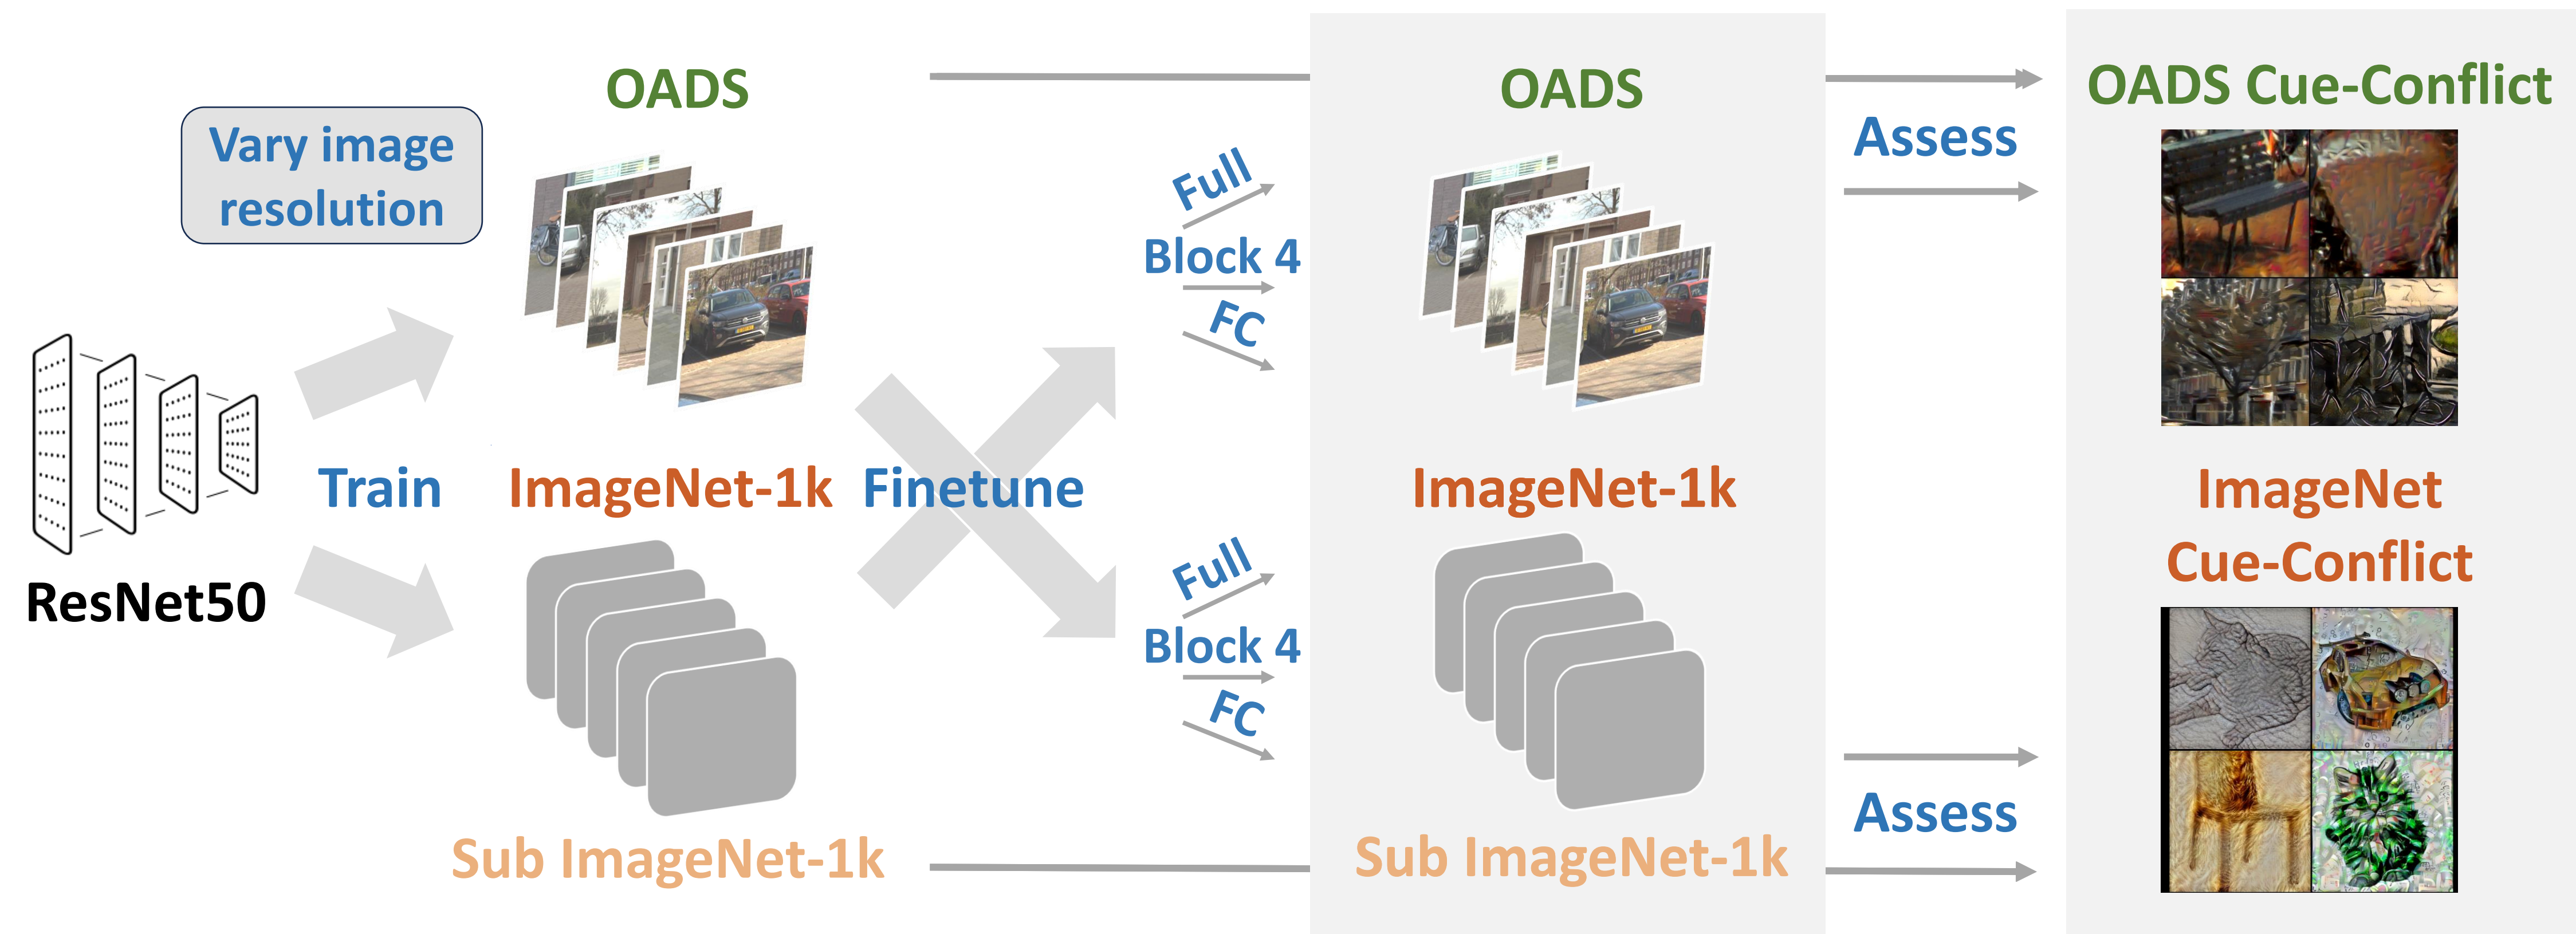 Vary image
resolution
ResNet50
Train
OADS
ImageNet-1k
Sub ImageNet-1k
Finetune
Full
Block 4
FC
Full
Block 4
FC
OADS
ImageNet-1k
Sub ImageNet-1k
Assess
Assess
OADS Cue-Conflict
ImageNet
Cue-Conflict